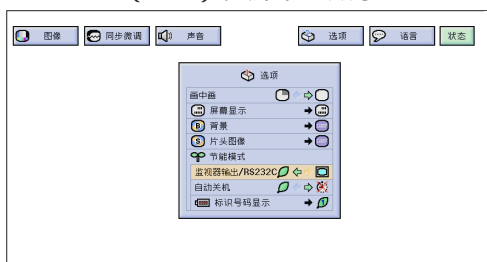 图像 同步微调 声音 选项 语言 状态
选项
画中画
屏幕显示
B 背景
S 片头图像
节能模式
监视器输出/RS232C
自动关机
标识号码显示